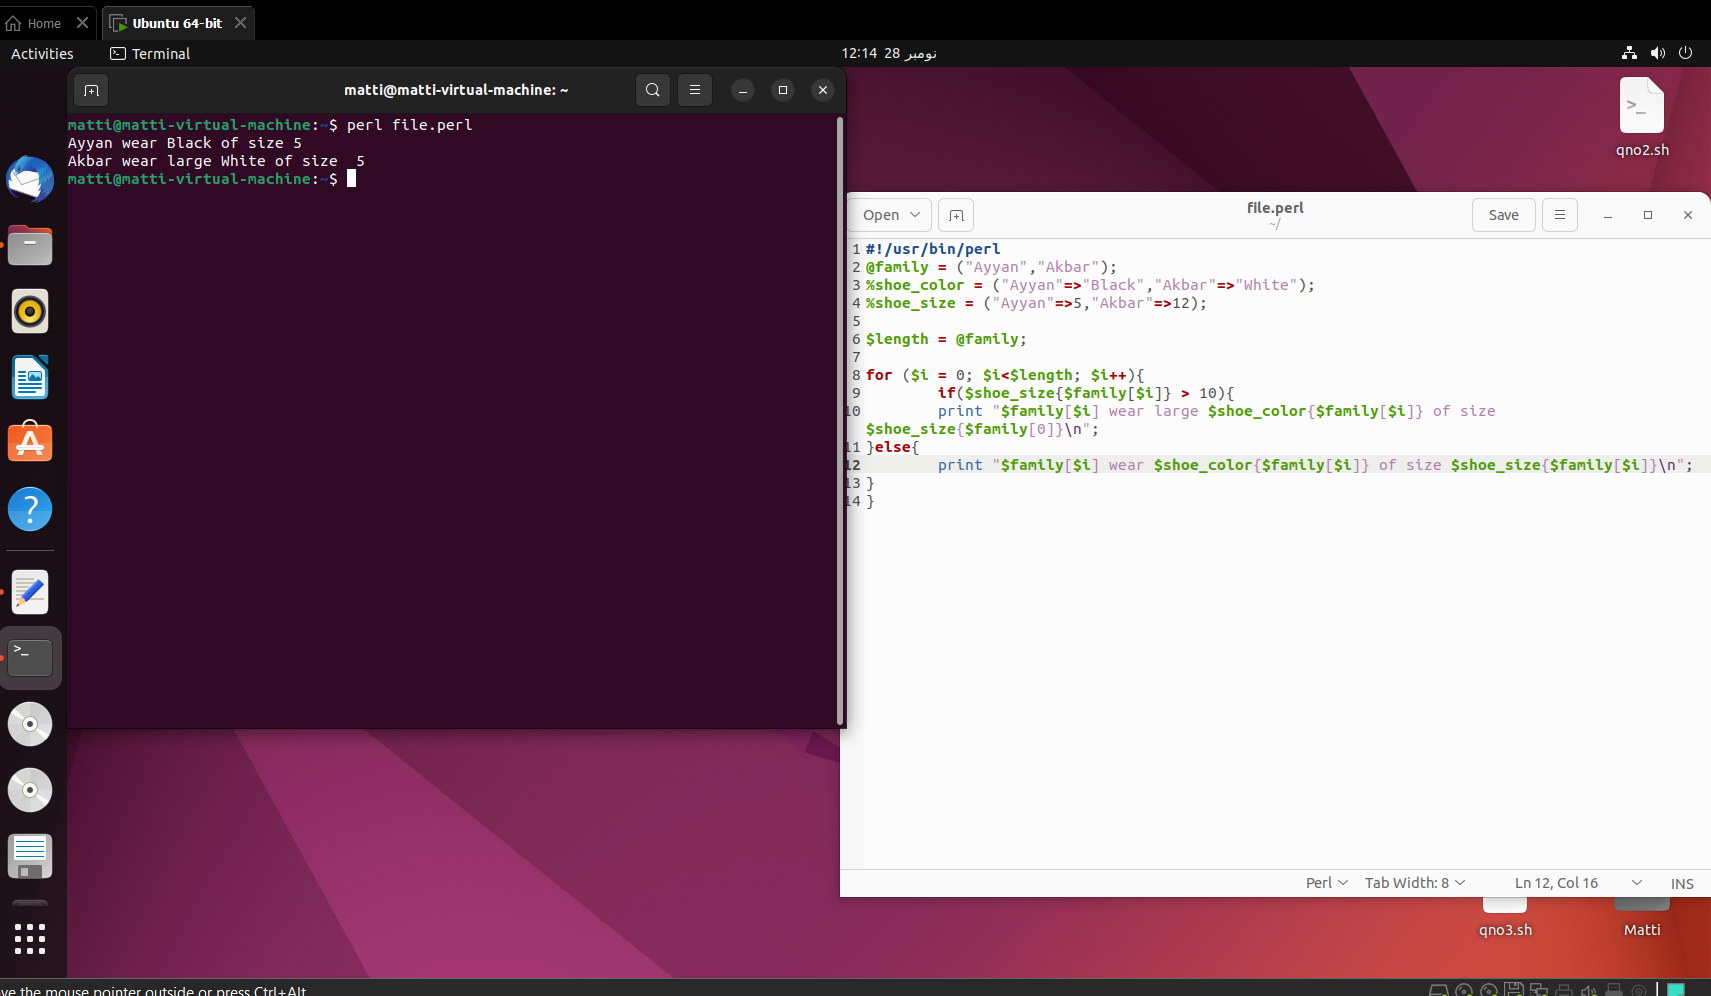 Home
Ubuntu 64-bit
Activities
Terminal
12:14 28 نومبر
matti@matti-virtual-machine: ~
matti@matti-virtual-machine:~$ perl file.perl
Ayyan wear Black of size 5
Akbar wear large White of size  5
matti@matti-virtual-machine:~$
>_
qno2.sh
Open
file.perl
~/
Save
1 #!/usr/bin/perl
2 @family = ("Ayyan","Akbar");
3 %shoe_color = ("Ayyan"=>"Black","Akbar"=>"White");
4 %shoe_size = ("Ayyan"=>5,"Akbar"=>12);
5
6 $length = @family;
7
8 for ($i = 0; $i<$length; $i++){
9         if($shoe_size{$family[$i]} > 10){
10         print "$family[$i] wear large $shoe_color{$family[$i]} of size
$shoe_size{$family[0]}\n";
11 }else{
12         print "$family[$i] wear $shoe_color{$family[$i]} of size $shoe_size{$family[$i]}\n";
13 }
14 }
>_
Perl
Tab Width: 8
Ln 12, Col 16
INS
qno3.sh
Matti
ve the mouse pointer outside or press Ctrl+Alt.